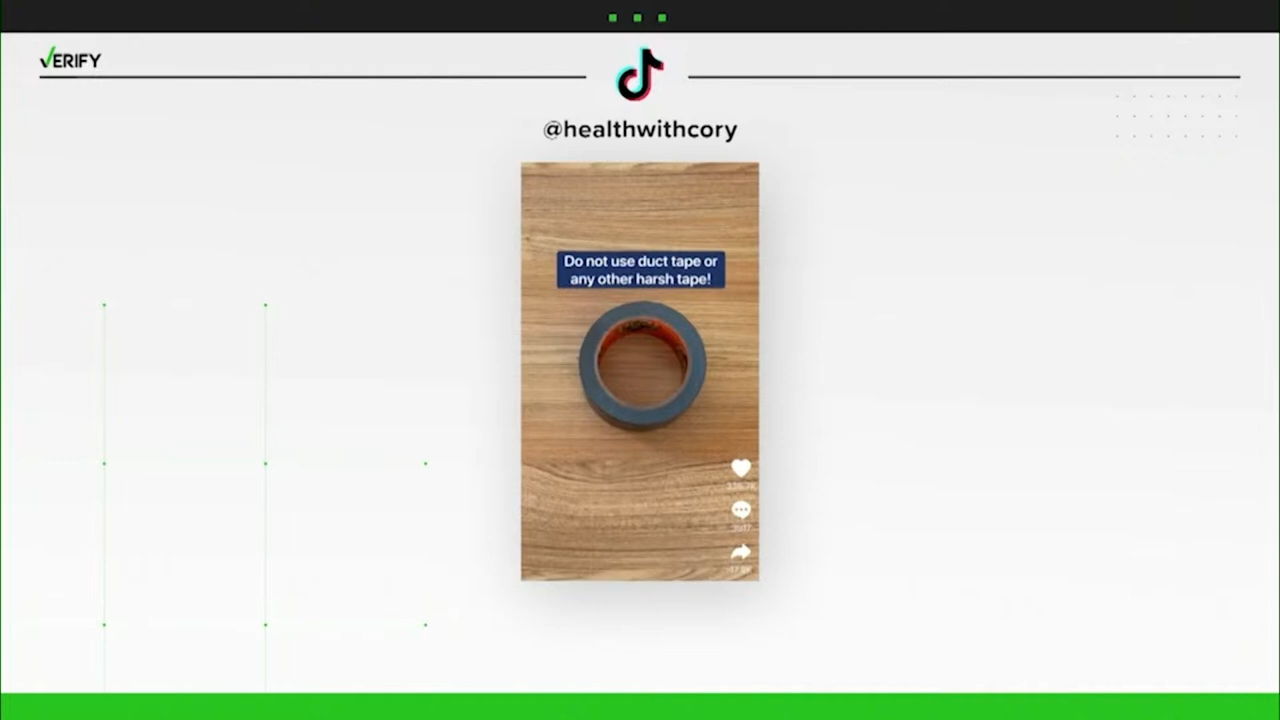 VERIFY
@healthwithcory
Do not use duct tape or
any other harsh tape!